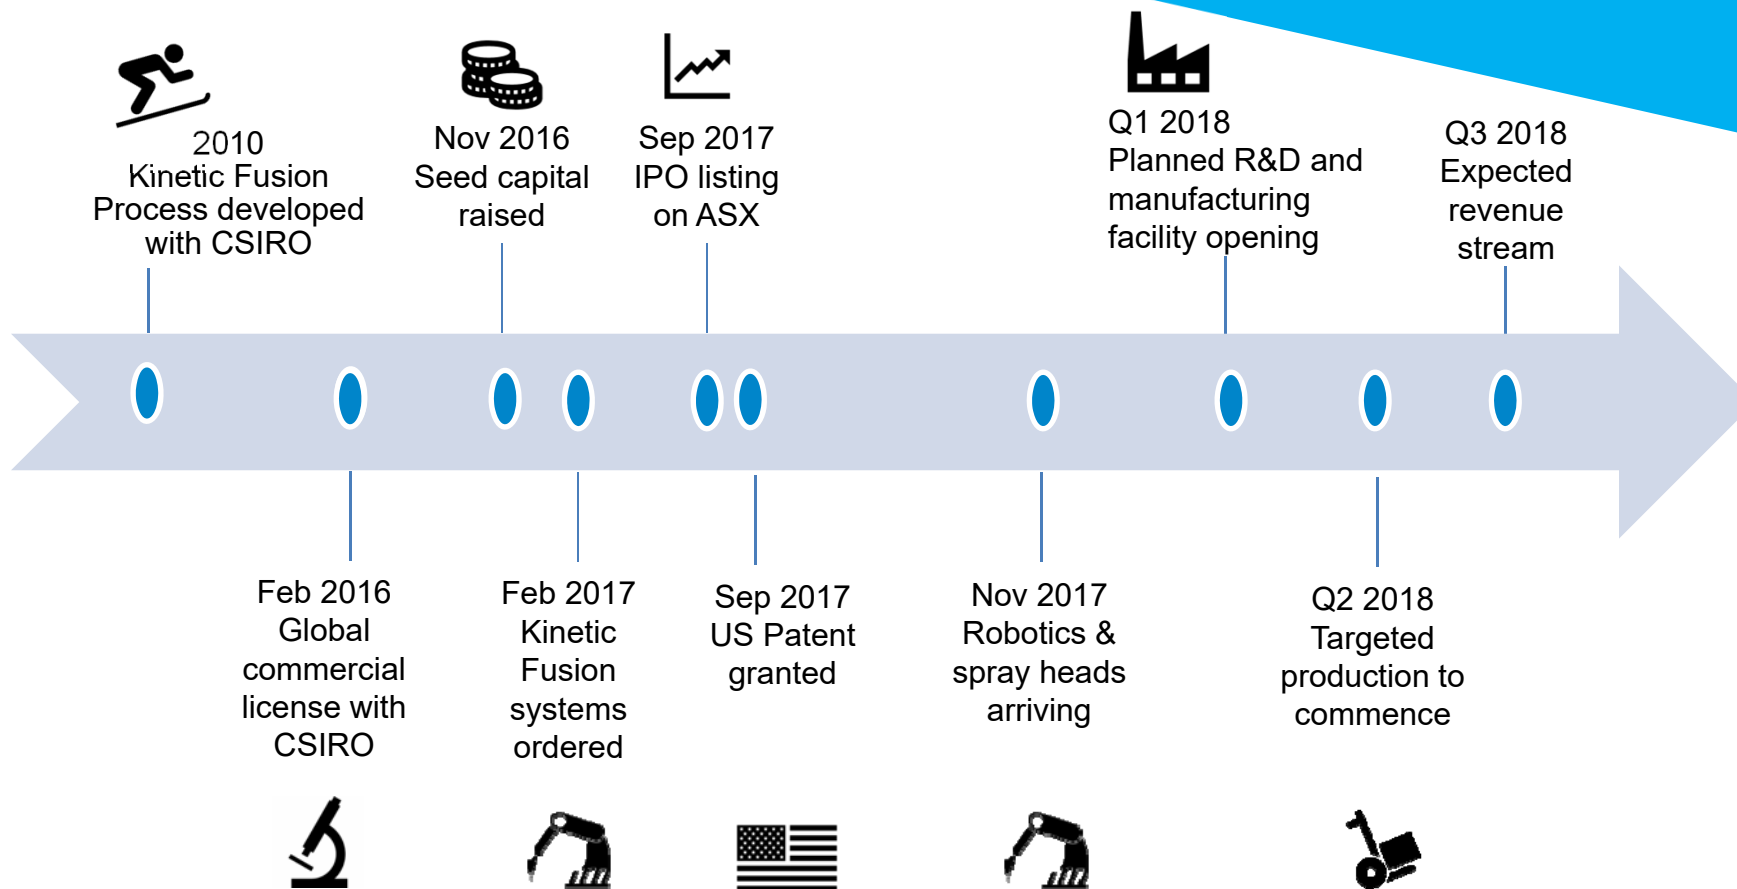 2010
Kinetic Fusion
Process developed
with CSIRO
Nov 2016
Seed capital
raised
Sep 2017
IPO listing
on ASX
Q1 2018
Planned R&D and
manufacturing
facility opening
Q3 2018
Expected
revenue
stream
Feb 2016
Global
commercial
license with
CSIRO
Feb 2017
Kinetic
Fusion
systems
ordered
Sep 2017
US Patent
granted
Nov 2017
Robotics &
spray heads
arriving
Q2 2018
Targeted
production to
commence